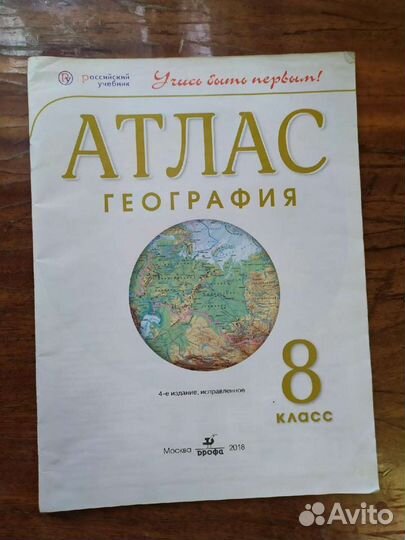 российский
учебник
Учись быть первым!
АТЛАС
ГЕОГРАФИЯ
4-е издание, исправленное
8
класс
Москва дрофа 2018
Avito